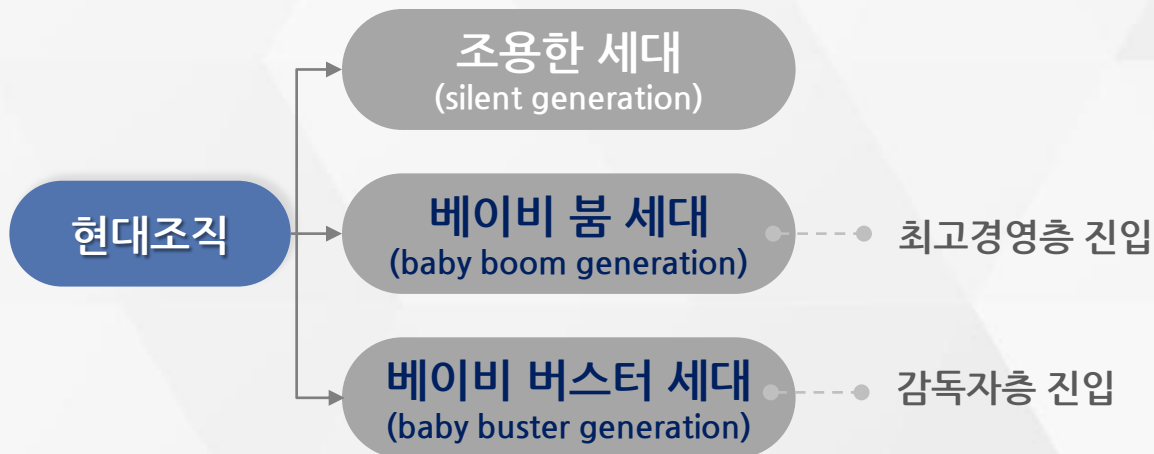 조용한 세대
(silent generation)
현대조직
베이비 붐 세대
(baby boom generation)
최고경영층 진입
베이비 버스터 세대
(baby buster generation)
감독자층 진입